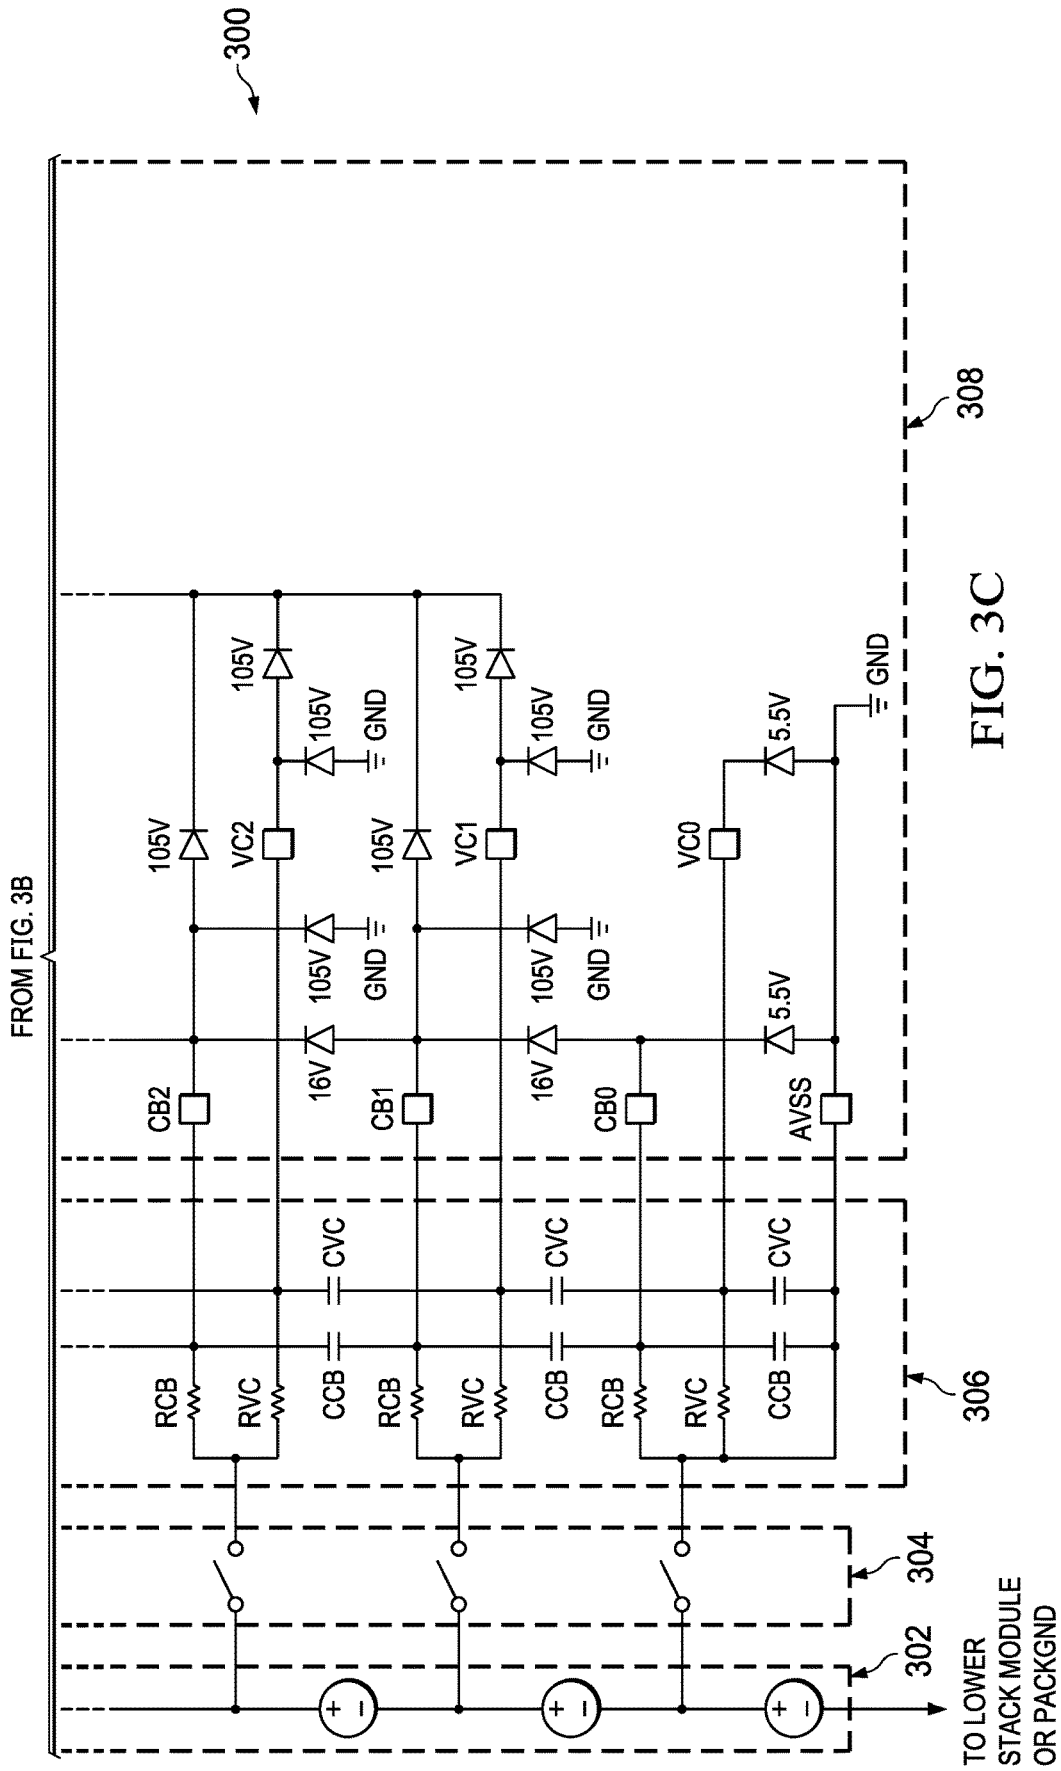 300
FROM FIG. 3B
105V
105V
105V
105V
VC2
VC1
VC0
105V
105V
GND
GND
5.5V
GND
105V
105V
GND
GND
16V
16V
5.5V
CB2
CB1
CB0
AVSS
308
CVC
CVC
CVC
RCB
RVC
CCB
RCB
RVC
CCB
RCB
RVC
CCB
306
304
+
−
+
−
+
−
302
TO LOWER
STACK MODULE
OR PACKGND
FIG. 3C